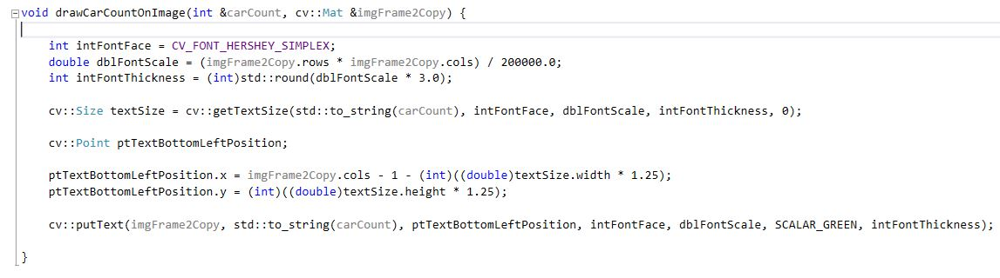 void drawCarCountOnImage(int &carCount, cv::Mat &imgFrame2Copy) {
int intFontFace = CV_FONT_HERSHEY_SIMPLEX;
double dblFontScale = (imgFrame2Copy.rows * imgFrame2Copy.cols) / 200000.0;
int intFontThickness = (int)std::round(dblFontScale * 3.0);
cv::Size textSize = cv::getTextSize(std::to_string(carCount), intFontFace, dblFontScale, intFontThickness, 0);
cv::Point ptTextBottomLeftPosition;
ptTextBottomLeftPosition.x = imgFrame2Copy.cols - 1 - (int)((double)textSize.width * 1.25);
ptTextBottomLeftPosition.y = (int)((double)textSize.height * 1.25);
cv::putText(imgFrame2Copy, std::to_string(carCount), ptTextBottomLeftPosition, intFontFace, dblFontScale, SCALAR_GREEN, intFontThickness);
}